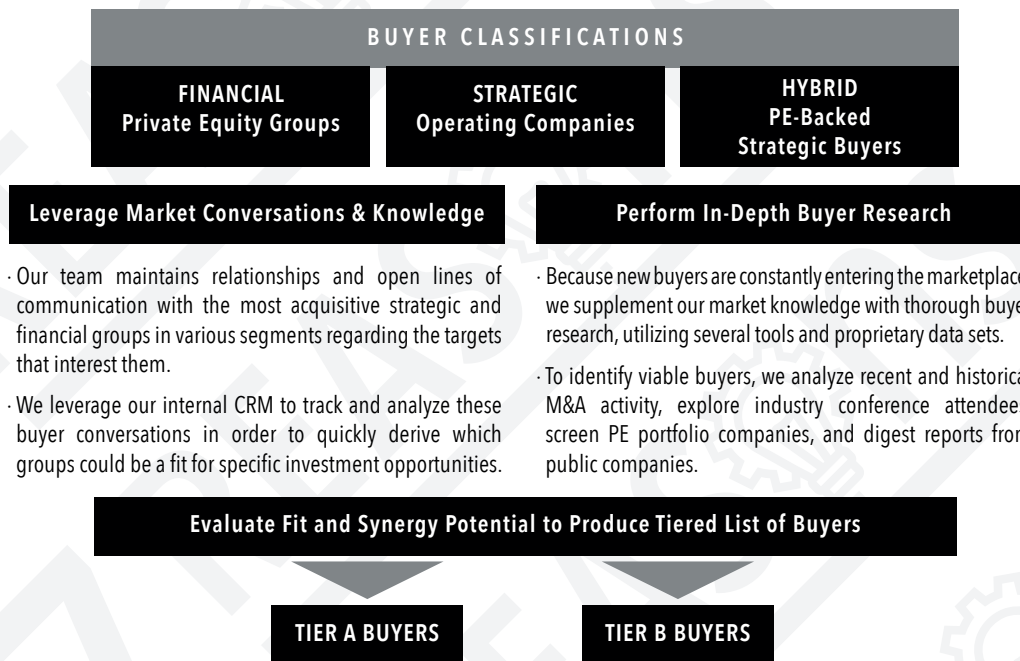 BUYER CLASSIFICATIONS
FINANCIAL
Private Equity Groups
STRATEGIC
Operating Companies
HYBRID
PE-Backed
Strategic Buyers
Leverage Market Conversations & Knowledge
· Our team maintains relationships and open lines of
communication with the most acquisitive strategic and
financial groups in various segments regarding the targets
that interest them.
· We leverage our internal CRM to track and analyze these
buyer conversations in order to quickly derive which
groups could be a fit for specific investment opportunities.
Perform In-Depth Buyer Research
· Because new buyers are constantly entering the marketplace
we supplement our market knowledge with thorough buye
research, utilizing several tools and proprietary data sets.
· To identify viable buyers, we analyze recent and historica
M&A activity, explore industry conference attendees
screen PE portfolio companies, and digest reports from
public companies.
Evaluate Fit and Synergy Potential to Produce Tiered List of Buyers
TIER A BUYERS
TIER B BUYERS